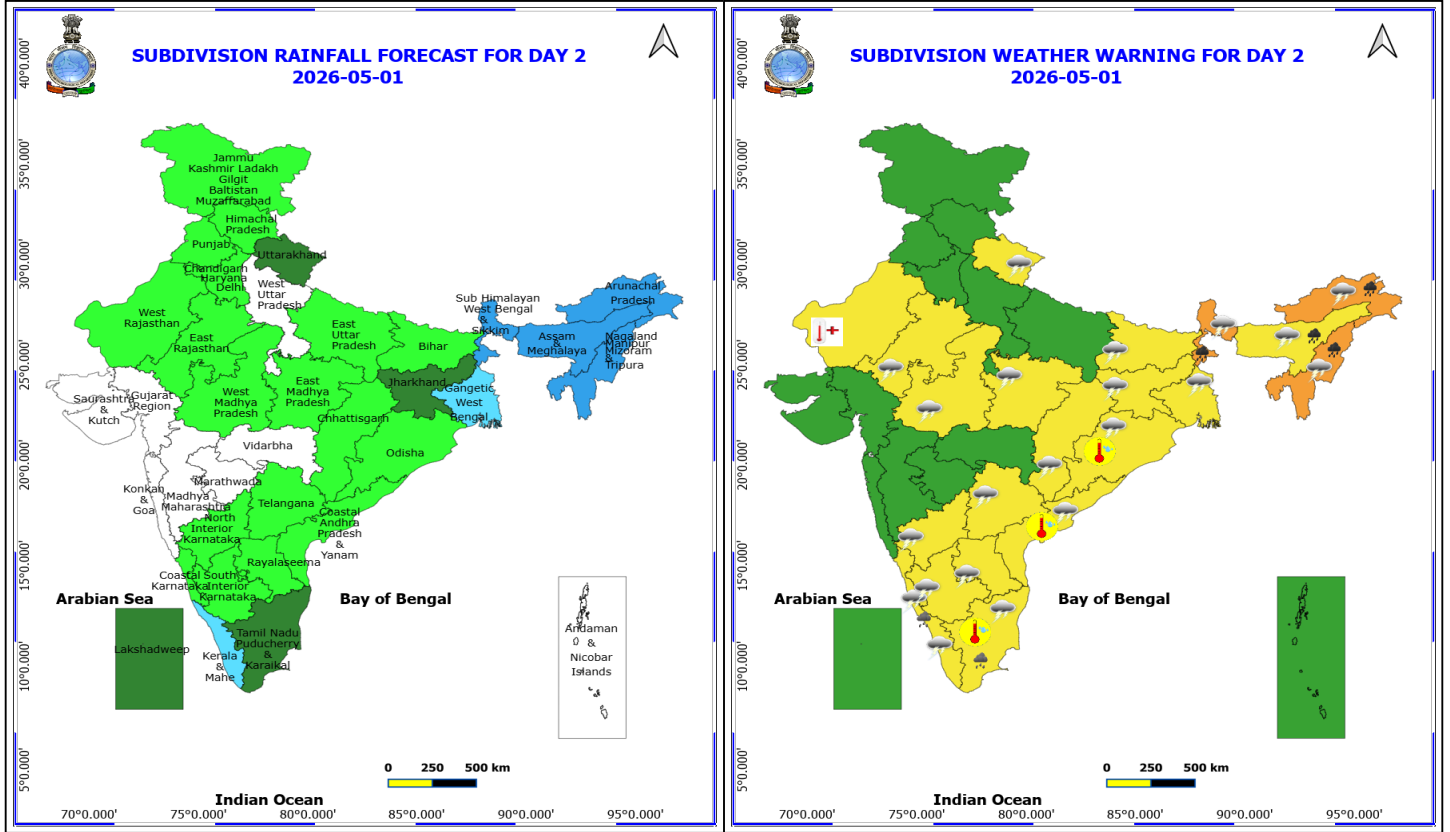 SUBDIVISION RAINFALL FORECAST FOR DAY 2
2026-05-01
40°0.000'
35°0.000'
30°0.000'
25°0.000'
20°0.000'
15°0.000'
10°0.000'
5°0.000'
Jammu
Kashmir Ladakh
Gilgit
Baltistan
Muzaffarabad
Himachal
Pradesh
Punjab
Uttarakhand
Chandigarh
Haryana
Delhi
West
Uttar
Pradesh
West
Rajasthan
East
Rajasthan
East
Uttar
Pradesh
Bihar
Sub Himalayan
West Bengal
&
Sikkim
Arunachal
Pradesh
Assam
&
Meghalaya
Nagaland
Manipur
Mizoram
&
Tripura
Saurashtra
&
Kutch
Gujarat
Region
West
Madhya
Pradesh
East
Madhya
Pradesh
Jharkhand
Gangetic
West
Bengal
Chhattisgarh
Odisha
Vidarbha
Marathwada
Madhya
Maharashtra
Konkan
&
Goa
Telangana
North
Interior
Karnataka
Coastal
Andhra
Pradesh
&
Yanam
Rayalaseema
Coastal
Karnataka
South
Interior
Karnataka
Arabian Sea
Bay of Bengal
Lakshadweep
Kerala
&
Mahe
Tamil Nadu
Puducherry
&
Karaikal
Andaman
&
Nicobar
Islands
0 250 500 km
Indian Ocean
70°0.000' 75°0.000' 80°0.000' 85°0.000' 90°0.000' 95°0.000'
SUBDIVISION WEATHER WARNING FOR DAY 2
2026-05-01
40°0.000'
35°0.000'
30°0.000'
25°0.000'
20°0.000'
15°0.000'
10°0.000'
5°0.000'
Arabian Sea
Bay of Bengal
0 250 500 km
Indian Ocean
70°0.000' 75°0.000' 80°0.000' 85°0.000' 90°0.000' 95°0.000'